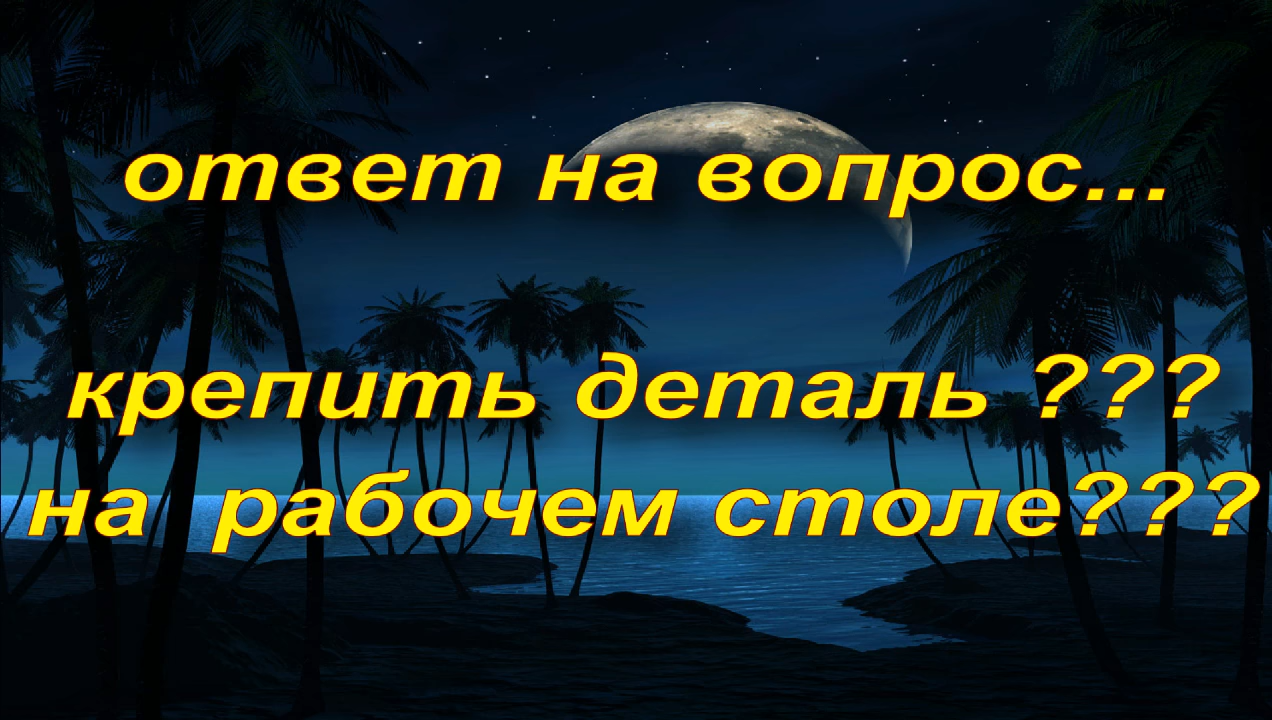 ответ на вопрос...
крепить деталь ???
на рабочем столе???